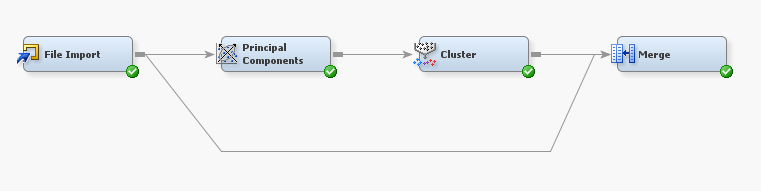 File Import
Principal
Components
Cluster
Merge